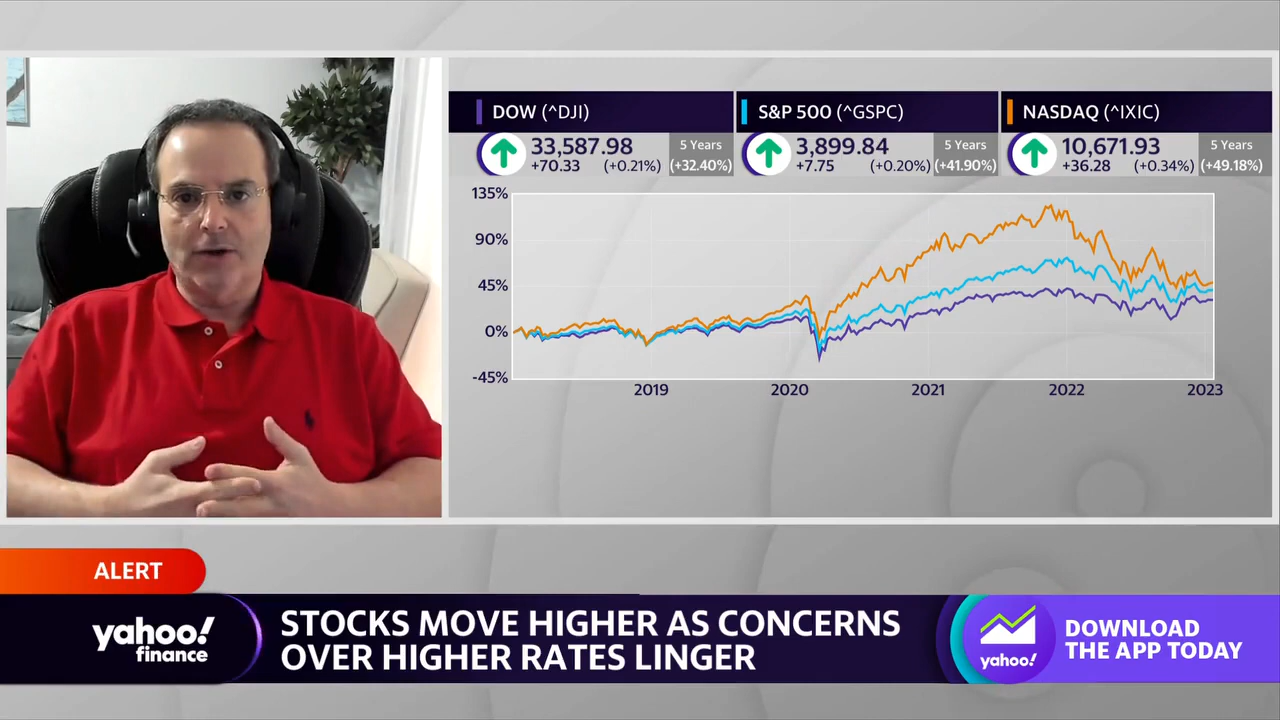 DOW (^DJI)
33,587.98
+70.33 (+0.21%)
5 Years
(+32.40%)
S&P 500 (^GSPC)
3,899.84
+7.75 (+0.20%)
5 Years
(+41.90%)
NASDAQ (^IXIC)
10,671.93
+36.28 (+0.34%)
5 Years
(+49.18%)
135%
90%
45%
0%
-45%
2019 2020 2021 2022 2023
ALERT
yahoo!
finance
STOCKS MOVE HIGHER AS CONCERNS
OVER HIGHER RATES LINGER
yahoo!
DOWNLOAD
THE APP TODAY